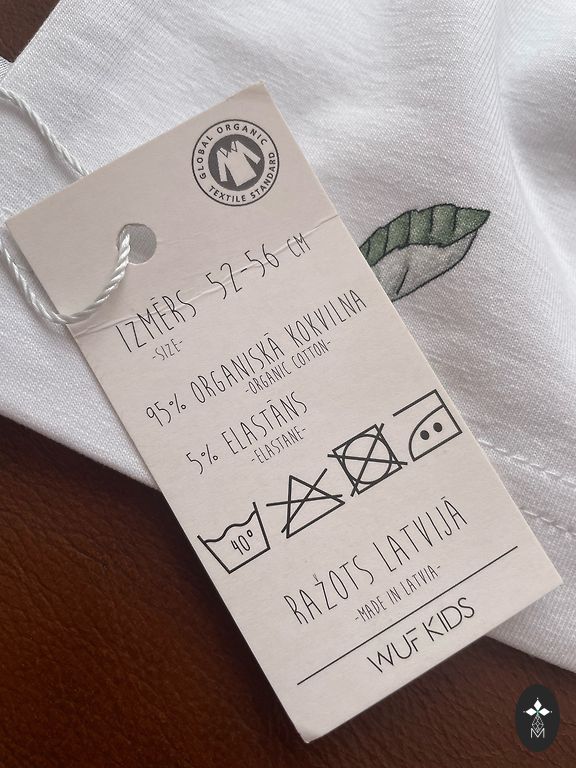 GLOBAL ORGANIC
TEXTILE STANDARD
IZMĒRS 52-56 CM
-SIZE-
95% ORGANISKĀ KOKVILNA
-ORGANIC COTTON-
5% ELASTĀNS
-ELASTANE-
40°
RAŽOTS LATVIJĀ
-MADE IN LATVIA-
WUF KIDS
M